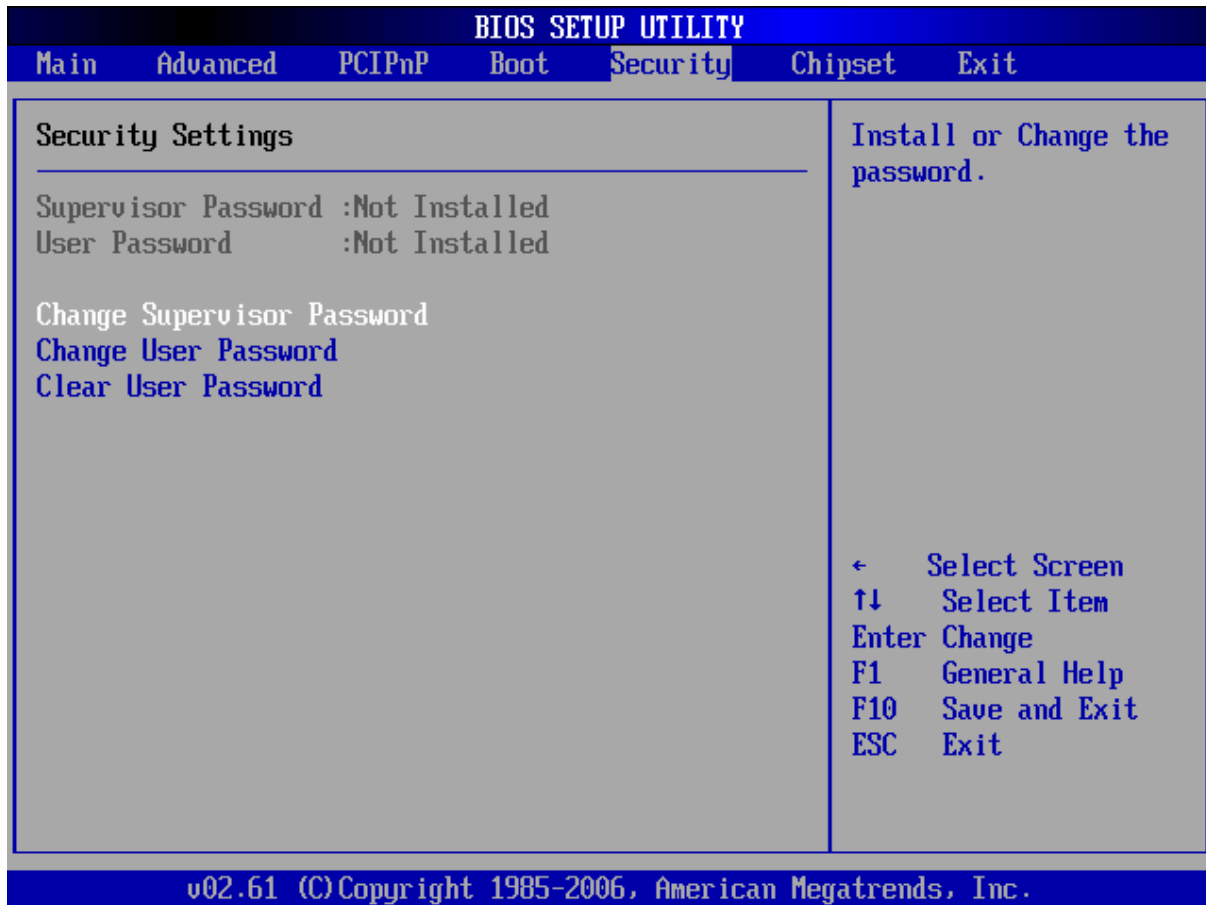 BIOS SETUP UTILITY
Main Advanced PCIPnP Boot Security Chipset Exit
Security Settings
Supervisor Password :Not Installed
User Password :Not Installed
Change Supervisor Password
Change User Password
Clear User Password
Install or Change the
password.
← Select Screen
↑↓ Select Item
Enter Change
F1 General Help
F10 Save and Exit
ESC Exit
v02.61 (C)Copyright 1985-2006, American Megatrends, Inc.